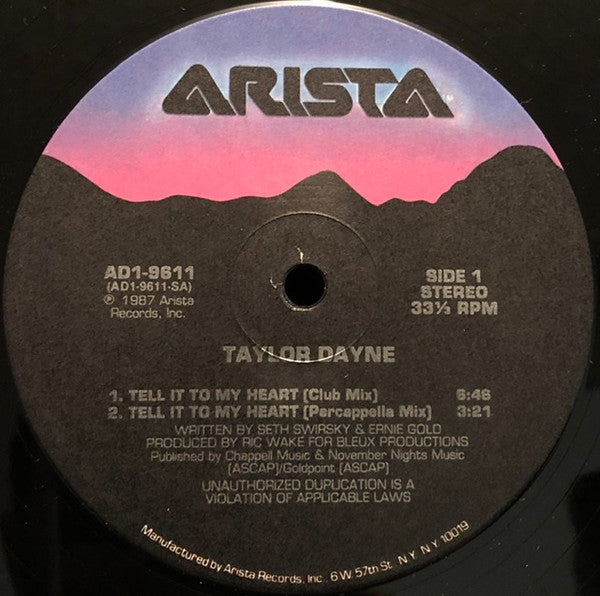 ARISTA
AD1-9611
(AD1-9611-SA)
℗ 1987 Arista
Records, Inc.
SIDE 1
STEREO
33⅓ RPM
TAYLOR DAYNE
1. TELL IT TO MY HEART (Club Mix) 6:46
2. TELL IT TO MY HEART (Percappella Mix) 3:21
WRITTEN BY SETH SWIRSKY & ERNIE GOLD
PRODUCED BY RIC WAKE FOR BLEUX PRODUCTIONS
Published by Chappell Music & November Nights Music
(ASCAP)/Goldpoint (ASCAP)
UNAUTHORIZED DUPLICATION IS A
VIOLATION OF APPLICABLE LAWS
Manufactured by Arista Records, Inc., 6 W. 57th St. N.Y. N.Y. 10019